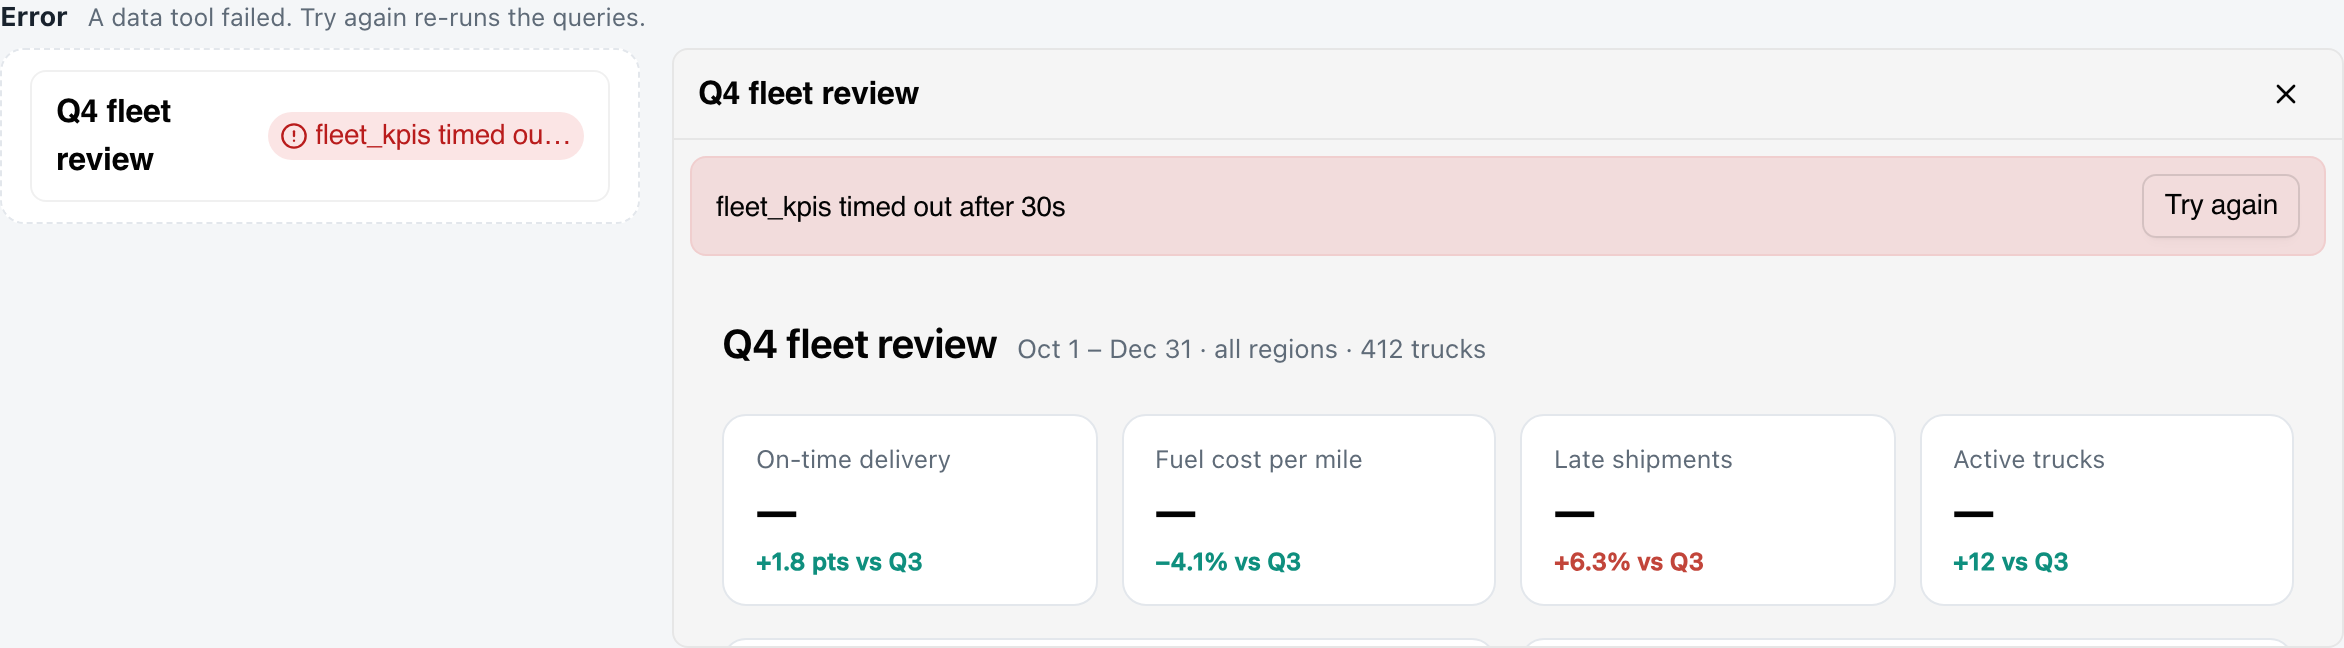 Error A data tool failed. Try again re-runs the queries.
Q4 fleet
review
fleet_kpis timed ou…
Q4 fleet review
fleet_kpis timed out after 30s
Try again
Q4 fleet review Oct 1 – Dec 31 · all regions · 412 trucks
On-time delivery
—
+1.8 pts vs Q3
Fuel cost per mile
—
−4.1% vs Q3
Late shipments
—
+6.3% vs Q3
Active trucks
—
+12 vs Q3